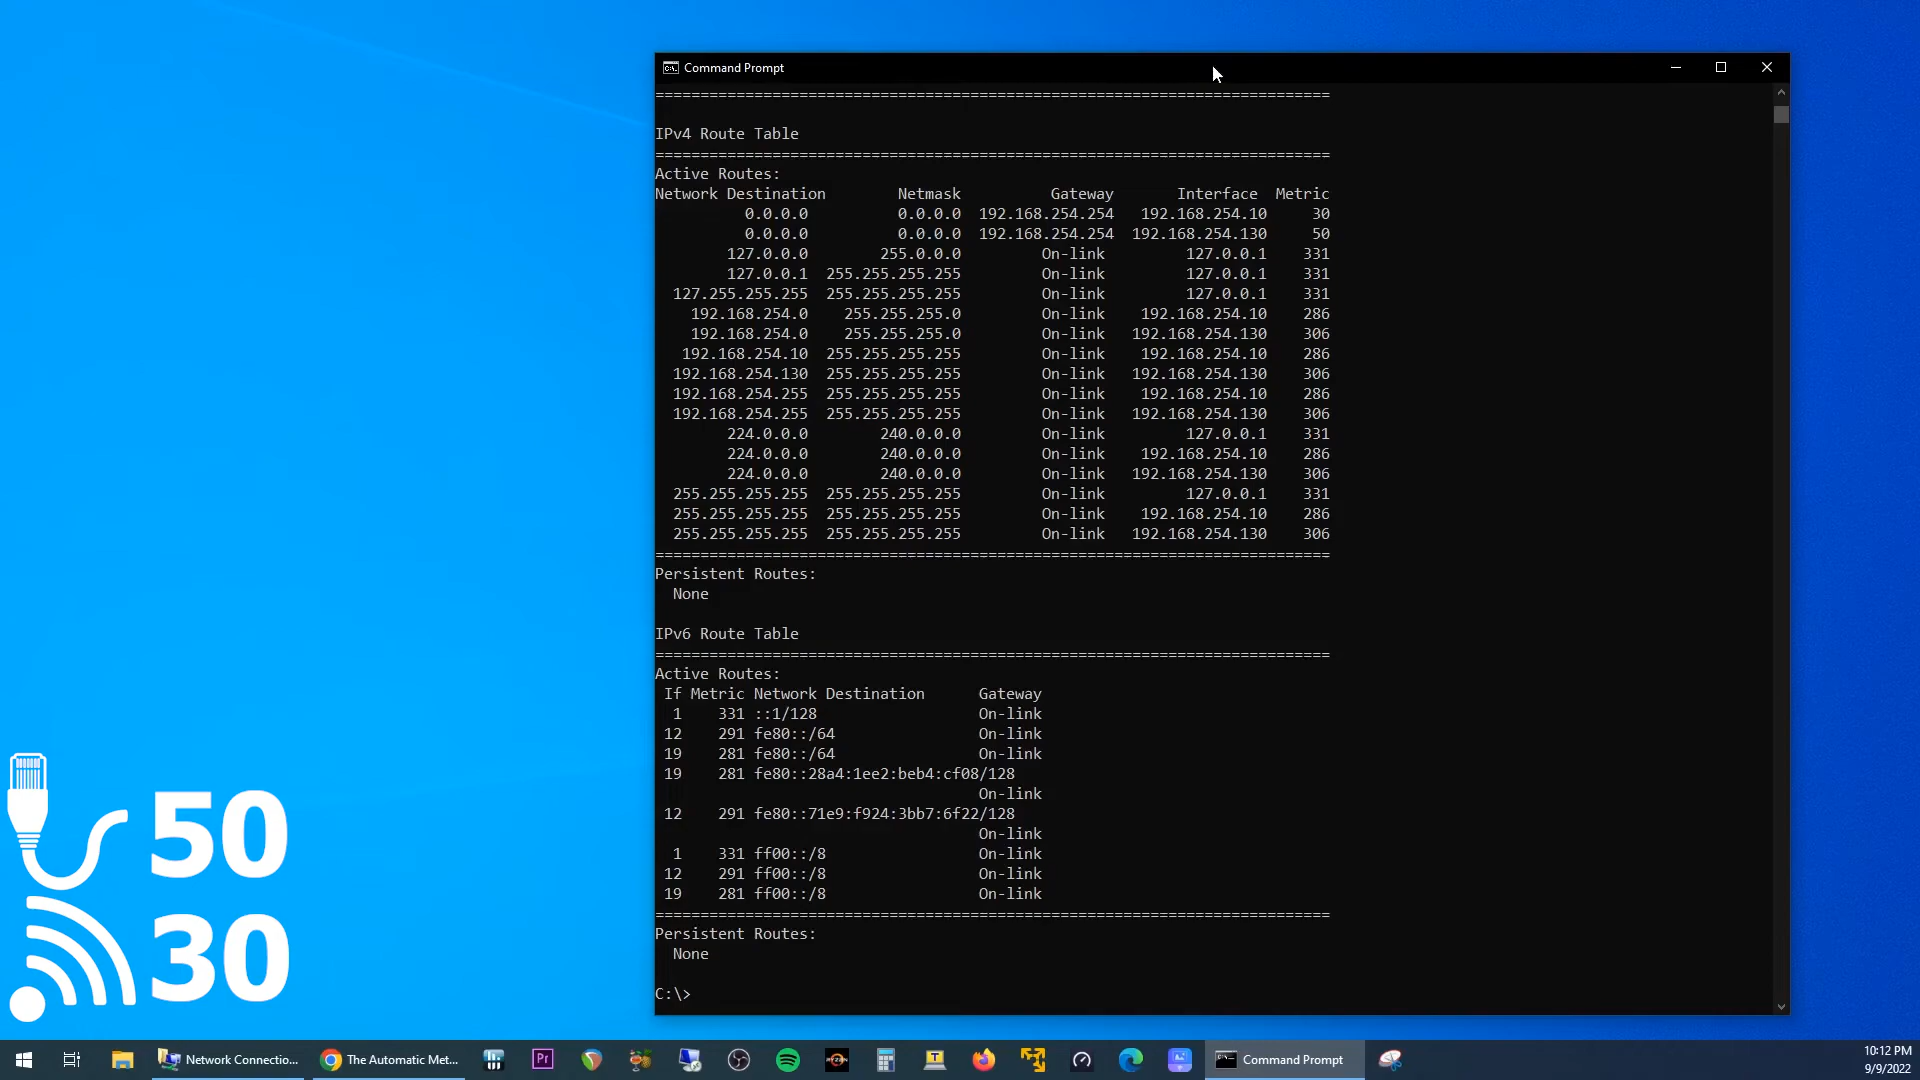 Command Prompt
===========================================================================
IPv4 Route Table
===========================================================================
Active Routes:
Network Destination        Netmask          Gateway       Interface  Metric
0.0.0.0          0.0.0.0  192.168.254.254   192.168.254.10     30
0.0.0.0          0.0.0.0  192.168.254.254  192.168.254.130     50
127.0.0.0        255.0.0.0         On-link         127.0.0.1    331
127.0.0.1  255.255.255.255         On-link         127.0.0.1    331
127.255.255.255  255.255.255.255         On-link         127.0.0.1    331
192.168.254.0    255.255.255.0         On-link    192.168.254.10    286
192.168.254.0    255.255.255.0         On-link   192.168.254.130    306
192.168.254.10  255.255.255.255         On-link    192.168.254.10    286
192.168.254.130  255.255.255.255         On-link   192.168.254.130    306
192.168.254.255  255.255.255.255         On-link    192.168.254.10    286
192.168.254.255  255.255.255.255         On-link   192.168.254.130    306
224.0.0.0        240.0.0.0         On-link         127.0.0.1    331
224.0.0.0        240.0.0.0         On-link    192.168.254.10    286
224.0.0.0        240.0.0.0         On-link   192.168.254.130    306
255.255.255.255  255.255.255.255         On-link         127.0.0.1    331
255.255.255.255  255.255.255.255         On-link    192.168.254.10    286
255.255.255.255  255.255.255.255         On-link   192.168.254.130    306
===========================================================================
Persistent Routes:
None
IPv6 Route Table
===========================================================================
Active Routes:
If Metric Network Destination      Gateway
1    331 ::1/128                  On-link
12    291 fe80::/64                On-link
19    281 fe80::/64                On-link
19    281 fe80::28a4:1ee2:beb4:cf08/128
On-link
12    291 fe80::71e9:f924:3bb7:6f22/128
On-link
1    331 ff00::/8                 On-link
12    291 ff00::/8                 On-link
19    281 ff00::/8                 On-link
===========================================================================
Persistent Routes:
None
C:\>
50
30
Network Connectio...
The Automatic Met...
Pr
RYZEN
T
Command Prompt
10:12 PM
9/9/2022